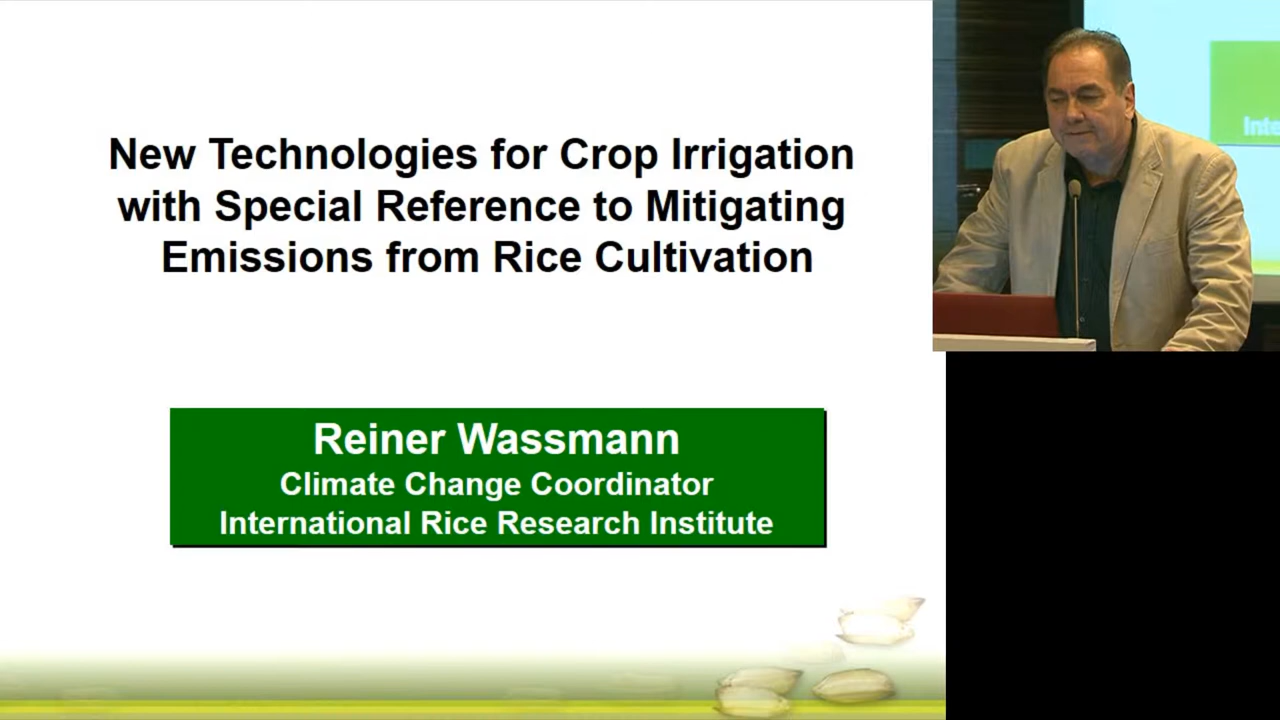 New Technologies for Crop Irrigation
with Special Reference to Mitigating
Emissions from Rice Cultivation
Reiner Wassmann
Climate Change Coordinator
International Rice Research Institute